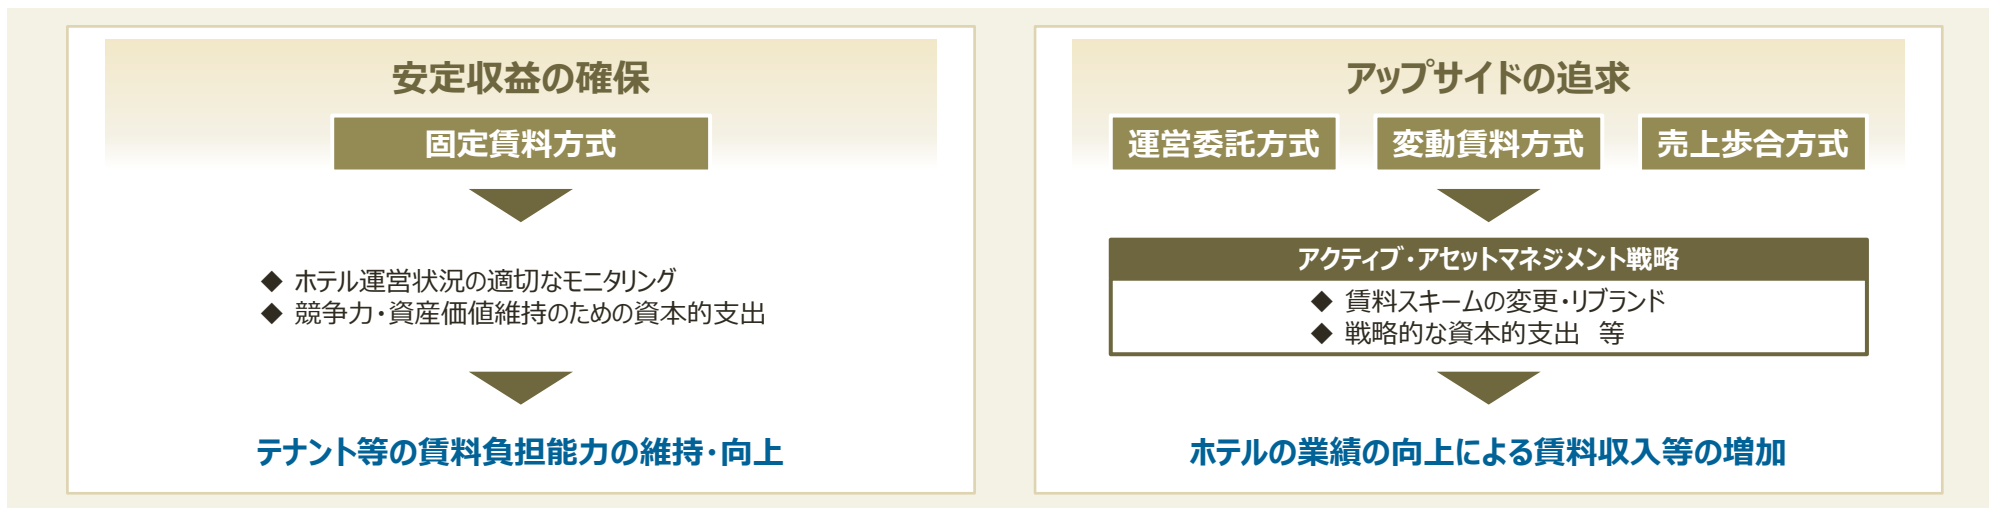 安定収益の確保
固定賃料方式
◆ ホテル運営状況の適切なモニタリング
◆ 競争力・資産価値維持のための資本的支出
テナント等の賃料負担能力の維持・向上
アップサイドの追求
運営委託方式
変動賃料方式
売上歩合方式
アクティブ・アセットマネジメント戦略
◆ 賃料スキームの変更・リブランド
◆ 戦略的な資本的支出 等
ホテルの業績の向上による賃料収入等の増加